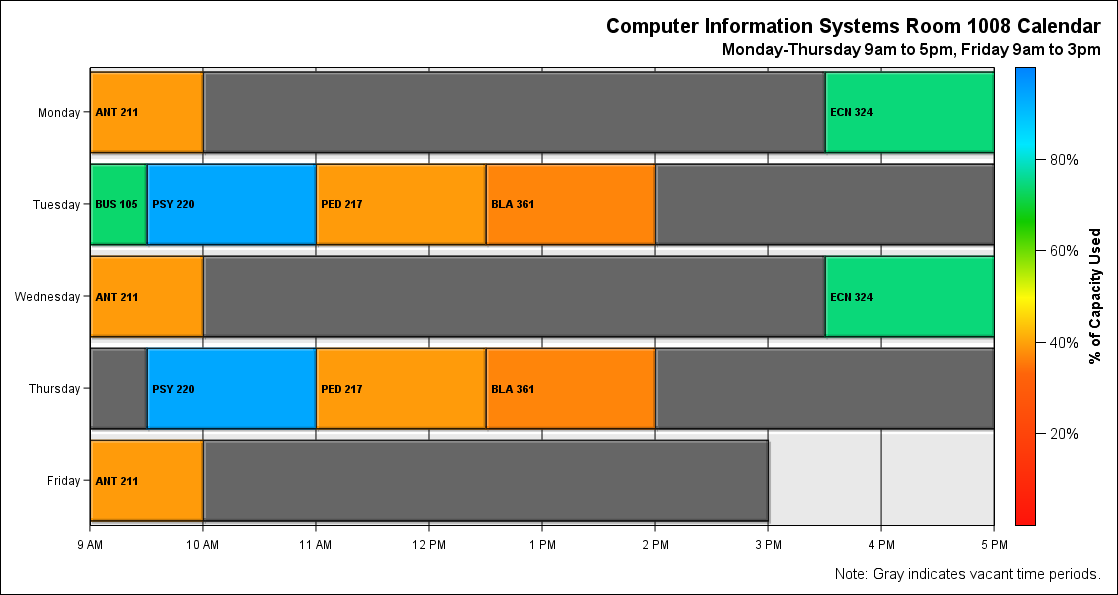 Computer Information Systems Room 1008 Calendar
Monday-Thursday 9am to 5pm, Friday 9am to 3pm
Monday
ANT 211
ECN 324
Tuesday
BUS 105
PSY 220
PED 217
BLA 361
Wednesday
ANT 211
ECN 324
Thursday
PSY 220
PED 217
BLA 361
Friday
ANT 211
9 AM
10 AM
11 AM
12 PM
1 PM
2 PM
3 PM
4 PM
5 PM
80%
60%
40%
20%
% of Capacity Used
Note: Gray indicates vacant time periods.